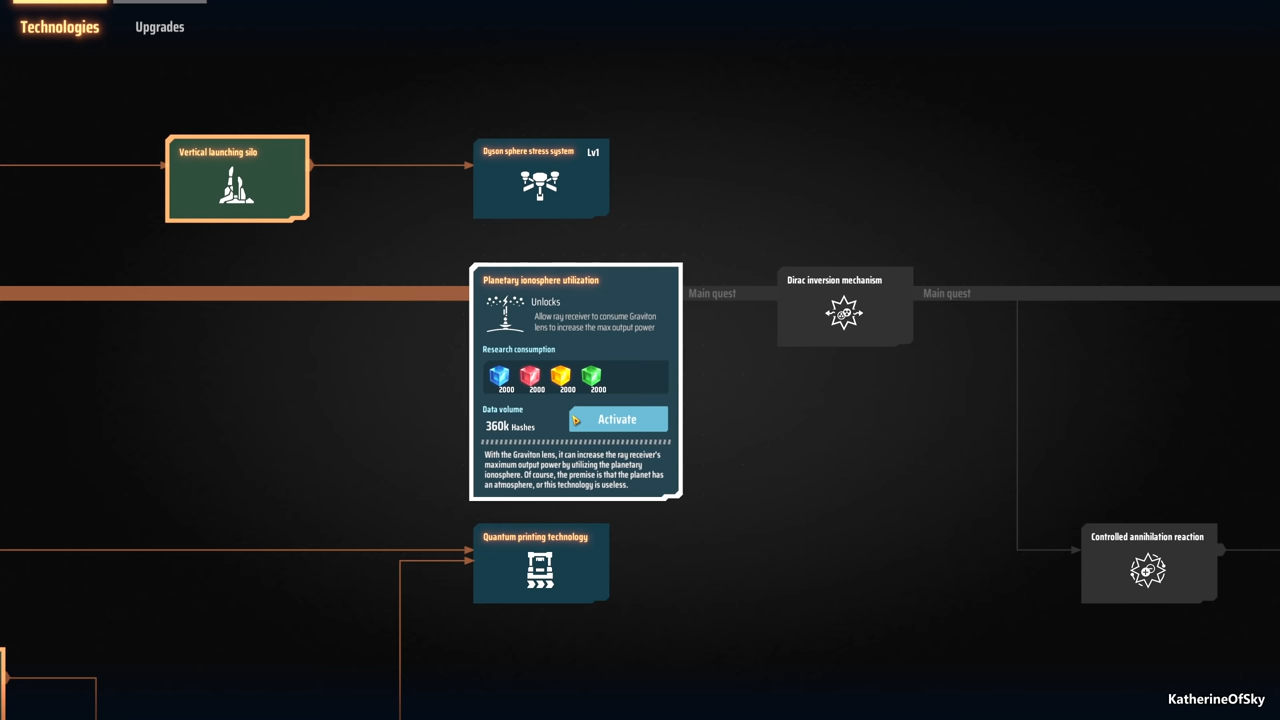 Technologies
Upgrades
Vertical launching silo
Dyson sphere stress system Lv1
Planetary ionosphere utilization
Unlocks
Allow ray receiver to consume Graviton
lens to increase the max output power
Research consumption
2000 2000 2000 2000
Data volume
360k Hashes
Activate
With the Graviton lens, it can increase the ray receiver's
maximum output power by utilizing the planetary
ionosphere. Of course, the premise is that the planet has
an atmosphere, or this technology is useless.
Main quest
Dirac inversion mechanism
Main quest
Quantum printing technology
Controlled annihilation reaction
KatherineOfSky